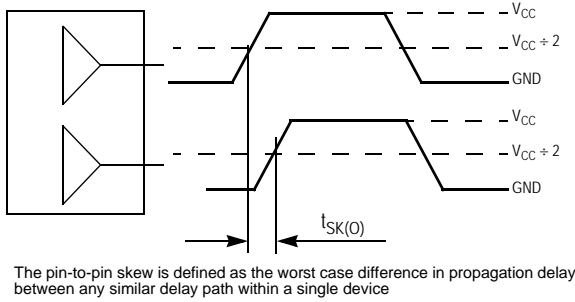 VCC
VCC ÷ 2
GND
VCC
VCC ÷ 2
GND
tSK(O)
The pin-to-pin skew is defined as the worst case difference in propagation delay
between any similar delay path within a single device